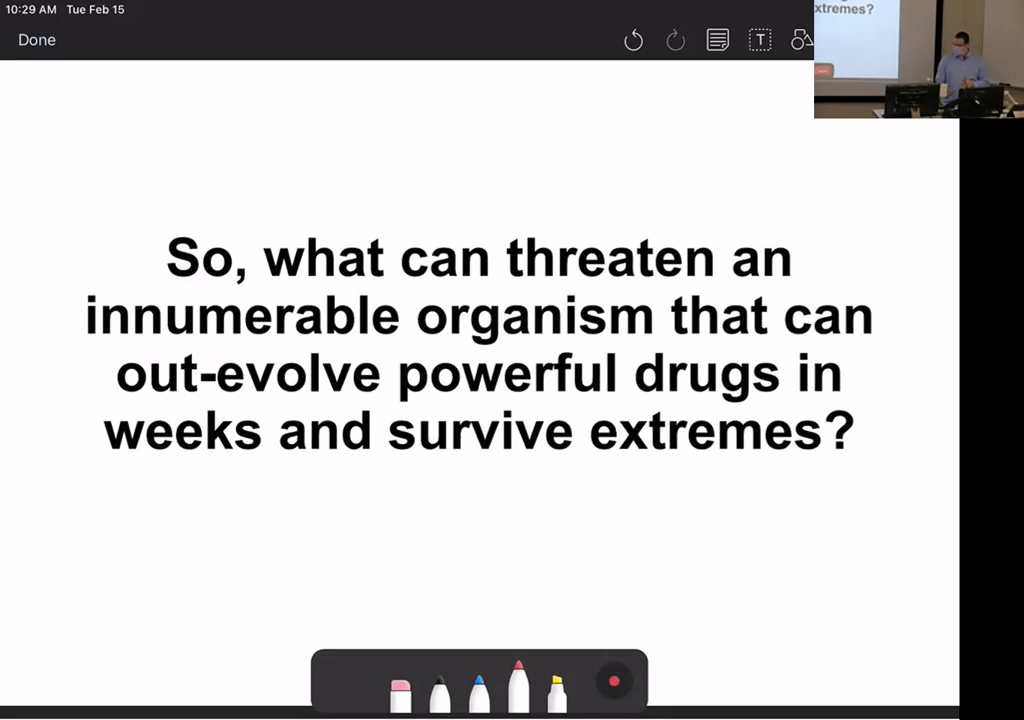 10:29 AM Tue Feb 15
Done
T
xtremes?
So, what can threaten an
innumerable organism that can
out-evolve powerful drugs in
weeks and survive extremes?